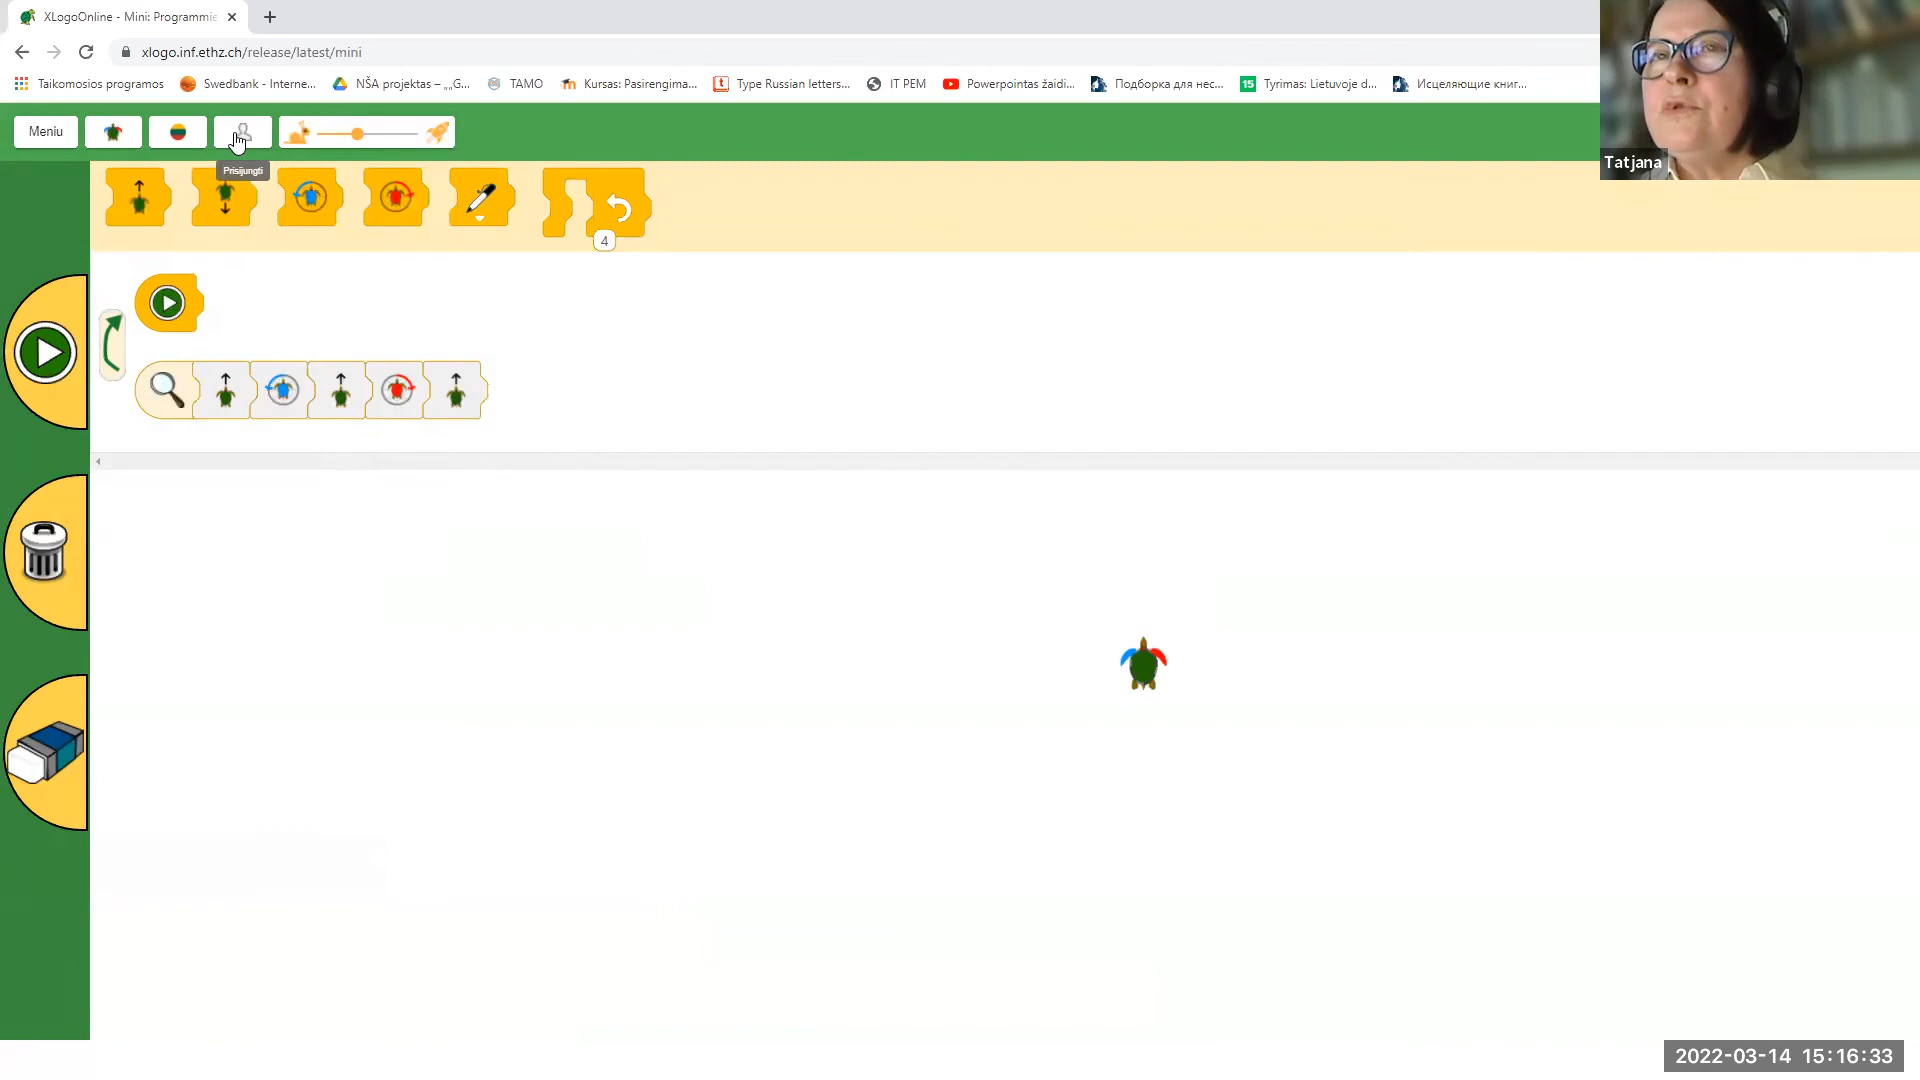 XLogoOnline - Mini: Programmie
xlogo.inf.ethz.ch/release/latest/mini
Taikomosios programos
Swedbank - Interne...
NŠA projektas – „„G...
TAMO
Kursas: Pasirengima...
Type Russian letters...
IT PEM
Powerpointas žaidi...
Подборка для нес...
15 Tyrimas: Lietuvoje d...
Исцеляющие книг...
Meniu
Prisijungti
Tatjana
4
2022-03-14 15:16:33